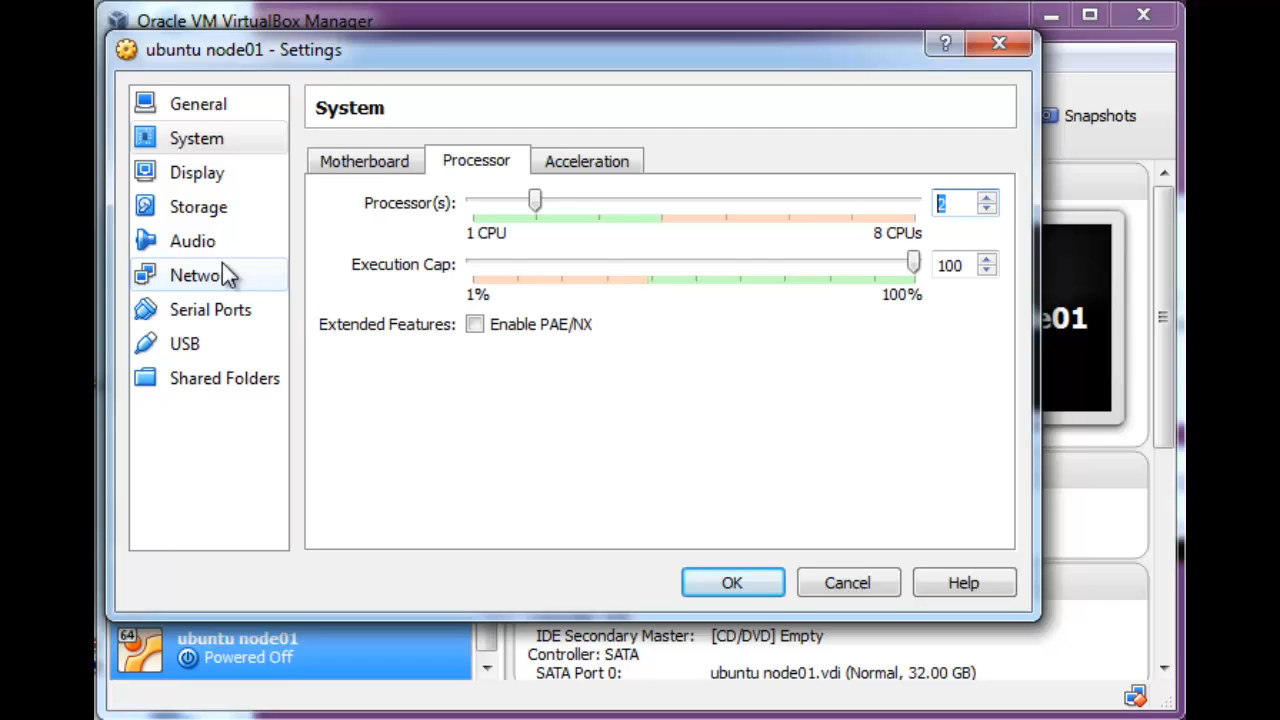 Oracle VM VirtualBox Manager
ubuntu node01 - Settings
?
General
System
Display
Storage
Audio
Serial Ports
USB
Shared Folders
System
Motherboard Processor Acceleration
Processor(s): 2
1 CPU 8 CPUs
Execution Cap: 100
1% 100%
Extended Features: Enable PAE/NX
OK Cancel Help
Snapshots
64 ubuntu node01
Powered Off
IDE Secondary Master: [CD/DVD] Empty
Controller: SATA
SATA Port 0: ubuntu node01.vdi (Normal, 32.00 GB)